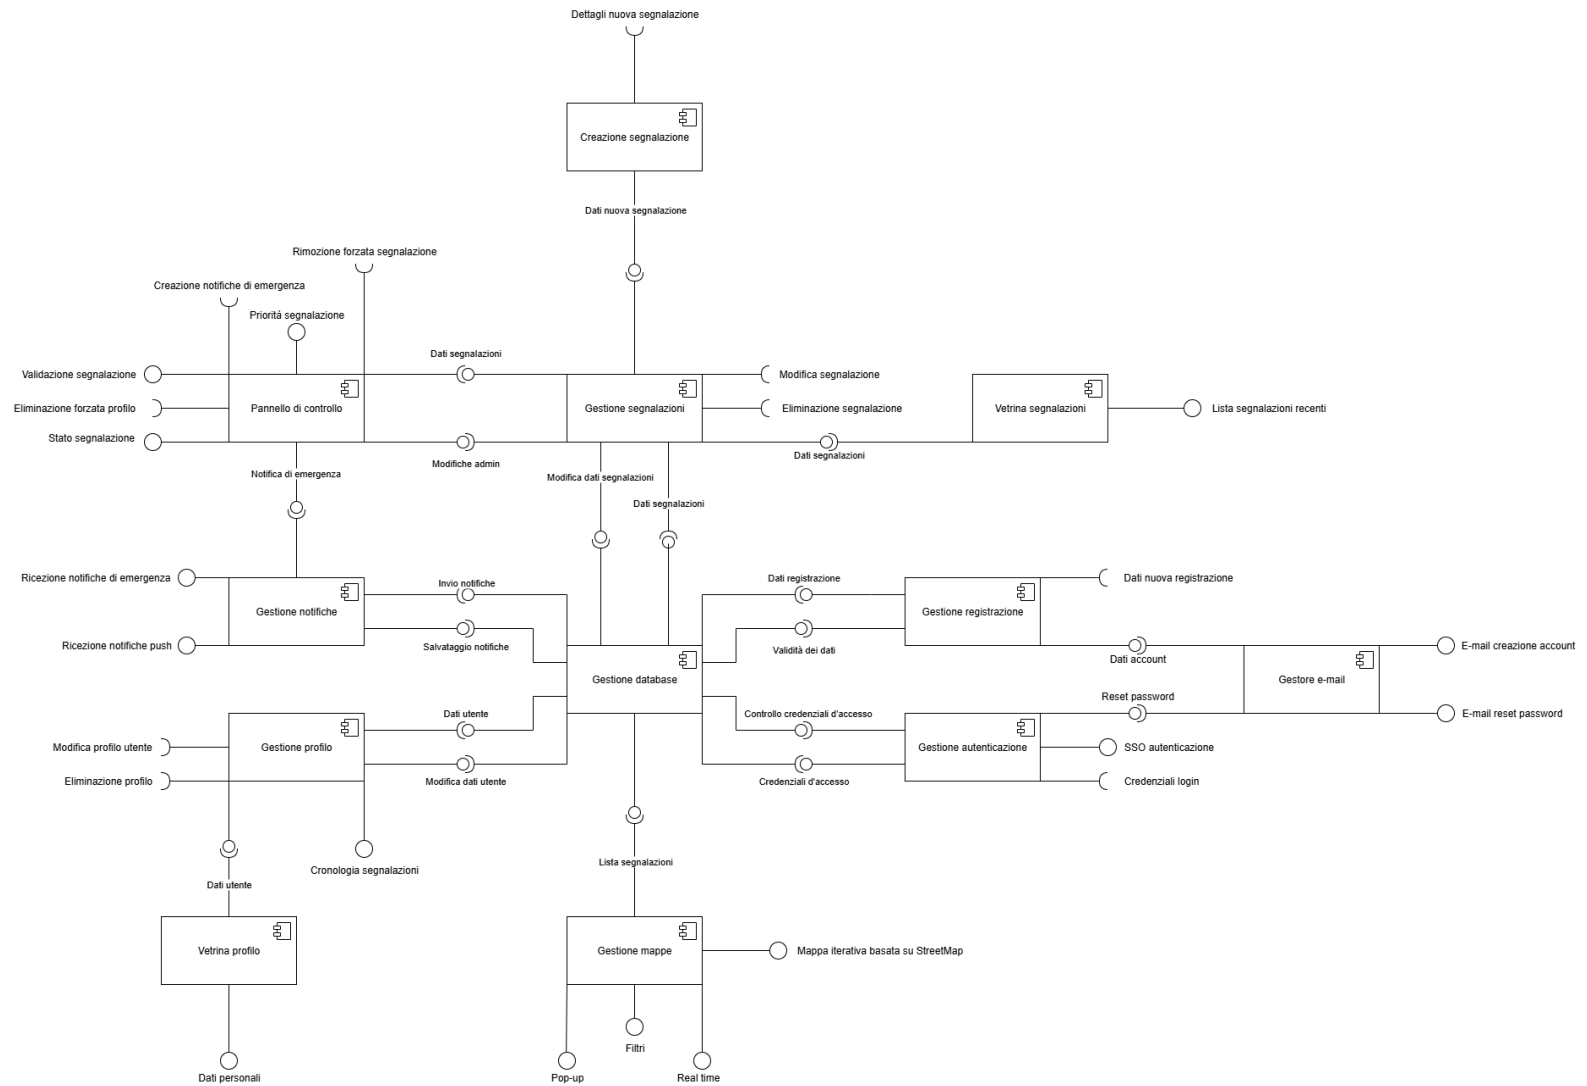 Dettagli nuova segnalazione
Creazione segnalazione
Dati nuova segnalazione
Rimozione forzata segnalazione
Creazione notifiche di emergenza
Priorità segnalazione
Dati segnalazioni
Validazione segnalazione
Modifica segnalazione
Eliminazione forzata profilo
Pannello di controllo
Gestione segnalazioni
Eliminazione segnalazione
Vetrina segnalazioni
Lista segnalazioni recenti
Stato segnalazione
Modifiche admin
Dati segnalazioni
Notifica di emergenza
Modifica dati segnalazioni
Dati segnalazioni
Ricezione notifiche di emergenza
Invio notifiche
Dati registrazione
Dati nuova registrazione
Gestione notifiche
Gestione registrazione
Ricezione notifiche push
Salvataggio notifiche
Validità dei dati
Dati account
E-mail creazione account
Gestione database
Gestore e-mail
Reset password
Dati utente
Controllo credenziali d'accesso
E-mail reset password
Modifica profilo utente
Gestione profilo
Gestione autenticazione
SSO autenticazione
Eliminazione profilo
Modifica dati utente
Credenziali d'accesso
Credenziali login
Cronologia segnalazioni
Lista segnalazioni
Dati utente
Vetrina profilo
Gestione mappe
Mappa iterativa basata su StreetMap
Filtri
Dati personali
Pop-up
Real time